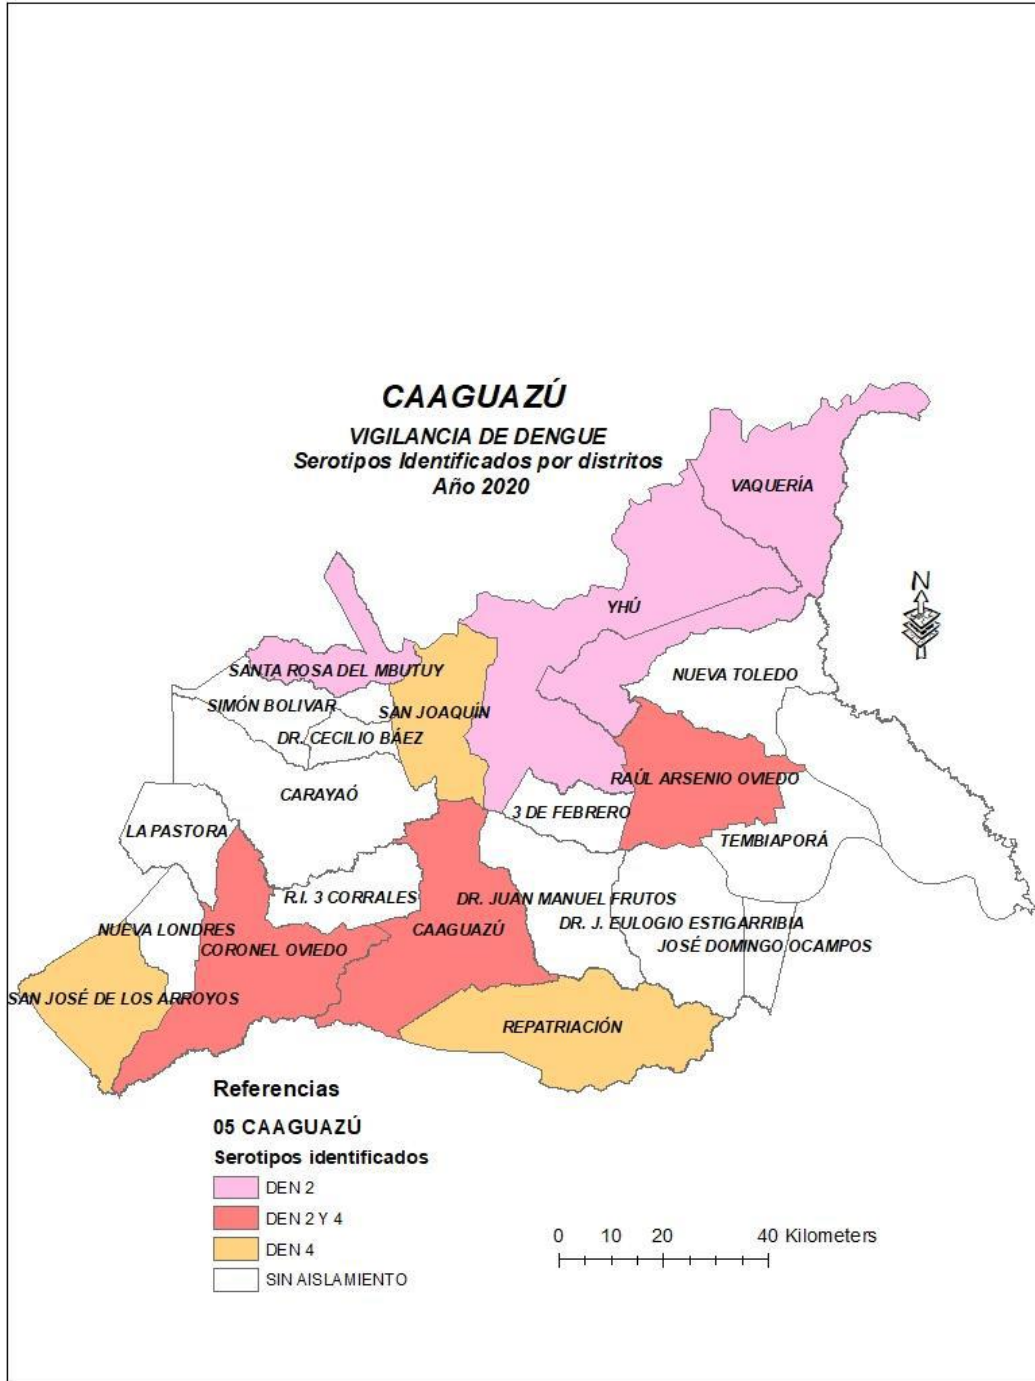 CAAGUAZÚ
VIGILANCIA DE DENGUE
Serotipos Identificados por distritos
Año 2020
VAQUERÍA
N
YHÚ
SANTA ROSA DEL MBUTUY
NUEVA TOLEDO
SIMÓN BOLIVAR
SAN JOAQUÍN
DR. CECILIO BÁEZ
RAÚL ARSENIO OVIEDO
CARAYAÓ
3 DE FEBRERO
LA PASTORA
TEMBIAPORÁ
R.I. 3 CORRALES
DR. JUAN MANUEL FRUTOS
DR. J. EULOGIO ESTIGARRIBIA
NUEVA LONDRES
CAAGUAZÚ
CORONEL OVIEDO
JOSÉ DOMINGO OCAMPOS
SAN JOSÉ DE LOS ARROYOS
REPATRIACIÓN
Referencias
05 CAAGUAZÚ
Serotipos identificados
DEN 2
DEN 2 Y 4
DEN 4
SIN AISLAMIENTO
0 10 20 40 Kilometers